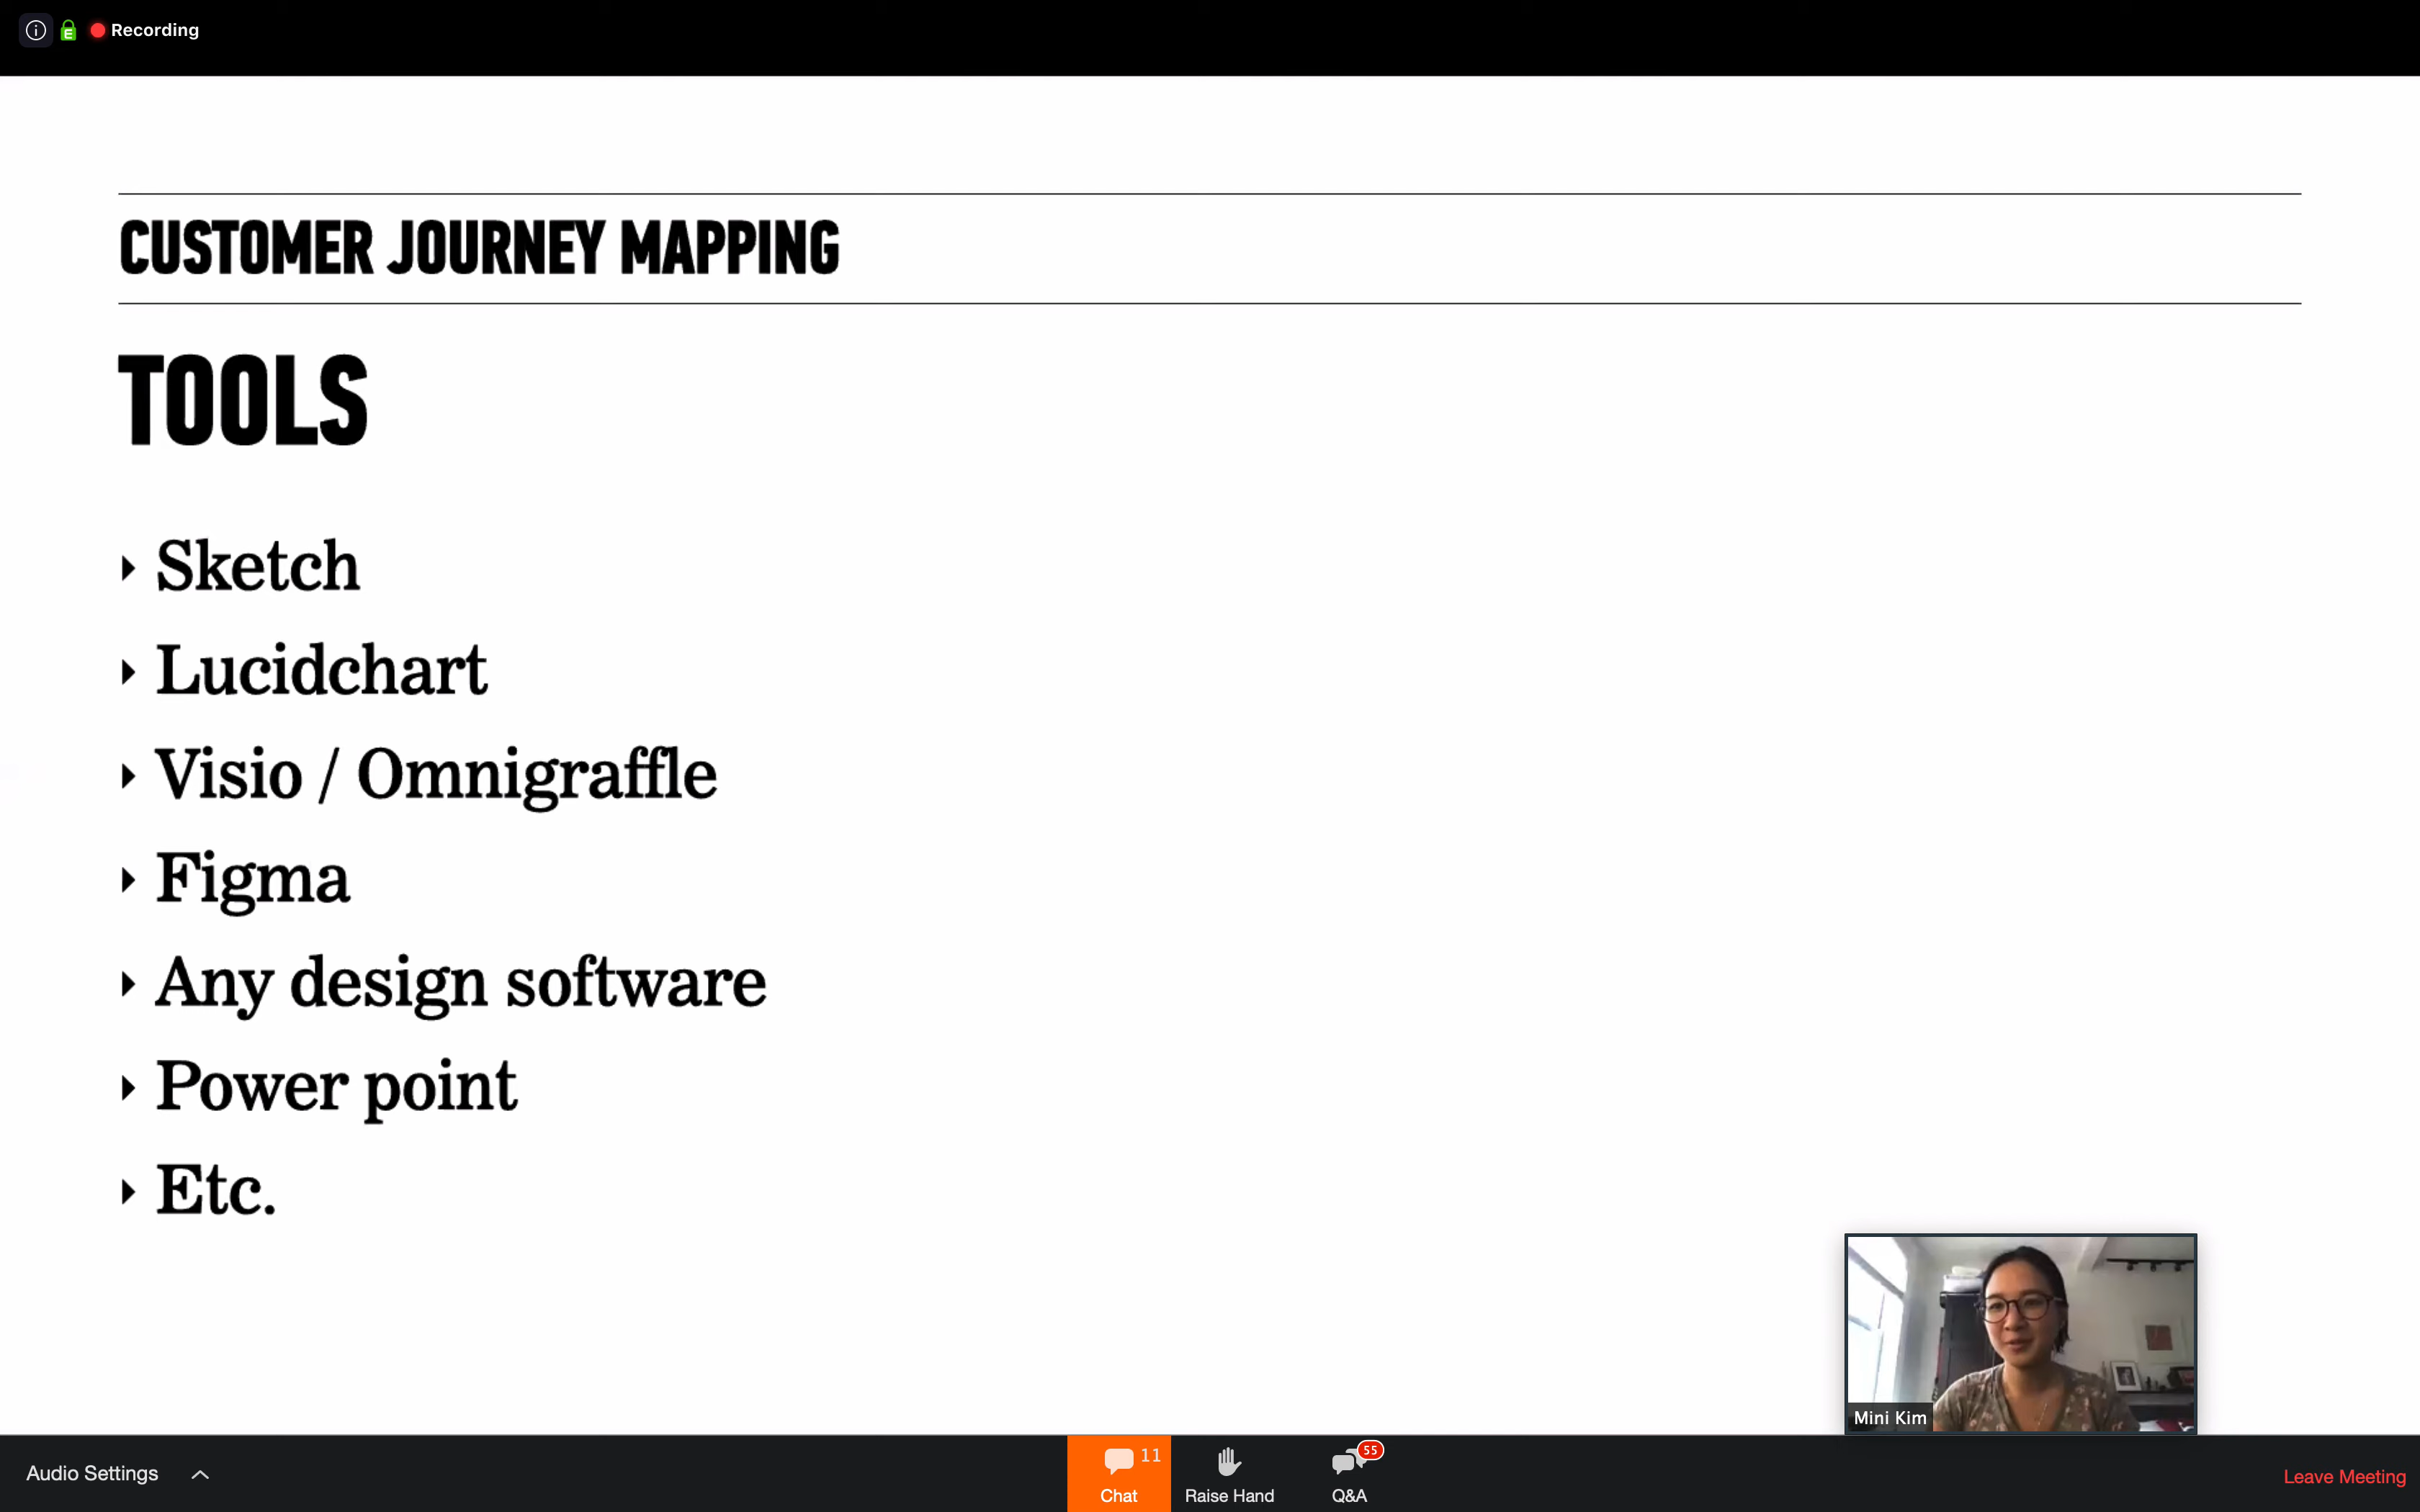 Recording
CUSTOMER JOURNEY MAPPING
TOOLS
Sketch
Lucidchart
Visio / Omnigraffle
Figma
Any design software
Power point
Etc.
Mini Kim
Audio Settings
11
Chat
Raise Hand
55
Q&A
Leave Meeting